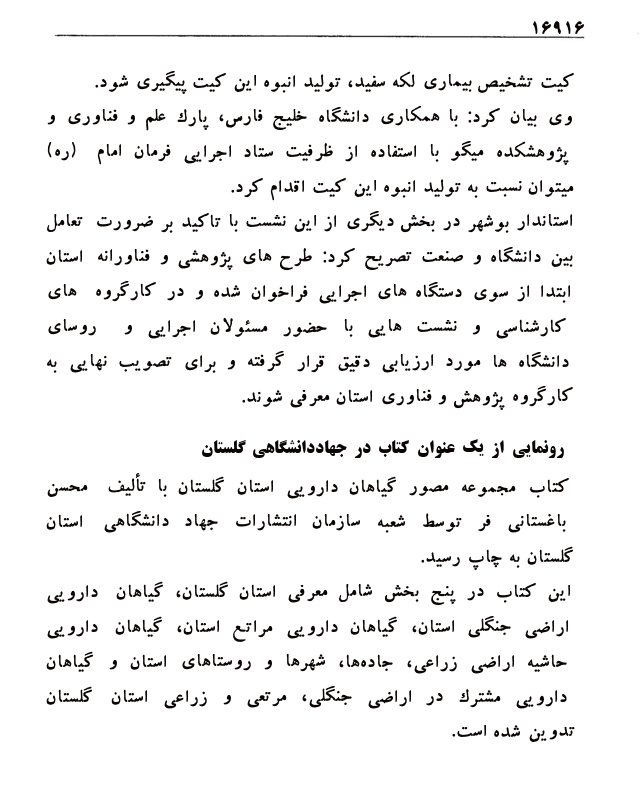 ۱۶۹۱۶
کیت تشخیص بیماری لکه سفید، تولید انبوه این کیت پیگیری شود.
وی بیان کرد: با همکاری دانشگاه خلیج فارس، پارك علم و فناوری و
پژوهشکده میگو با استفاده از ظرفیت ستاد اجرایی فرمان امام (ره)
میتوان نسبت به تولید انبوه این کیت اقدام کرد.
استاندار بوشهر در بخش دیگری از این نشست با تاکید بر ضرورت تعامل
بین دانشگاه و صنعت تصریح کرد: طرح های پژوهشی و فناورانه استان
ابتدا از سوی دستگاه های اجرایی فراخوان شده و در کارگروه های
کارشناسی و نشست هایی با حضور مسئولان اجرایی و روسای
دانشگاه ها مورد ارزیابی دقیق قرار گرفته و برای تصویب نهایی به
کارگروه پژوهش و فناوری استان معرفی شوند.
رونمایی از یک عنوان کتاب در جهاددانشگاهی گلستان
کتاب مجموعه مصور گیاهان دارویی استان گلستان با تألیف محسن
باغستانی فر توسط شعبه سازمان انتشارات جهاد دانشگاهی استان
گلستان به چاپ رسید.
این کتاب در پنج بخش شامل معرفی استان گلستان، گیاهان دارویی
اراضی جنگلی استان، گیاهان دارویی مراتع استان، گیاهان دارویی
حاشیه اراضی زراعی، جاده‌ها، شهرها و روستاهای استان و گیاهان
دارویی مشترك در اراضی جنگلی، مرتعی و زراعی استان گلستان
تدوین شده است.